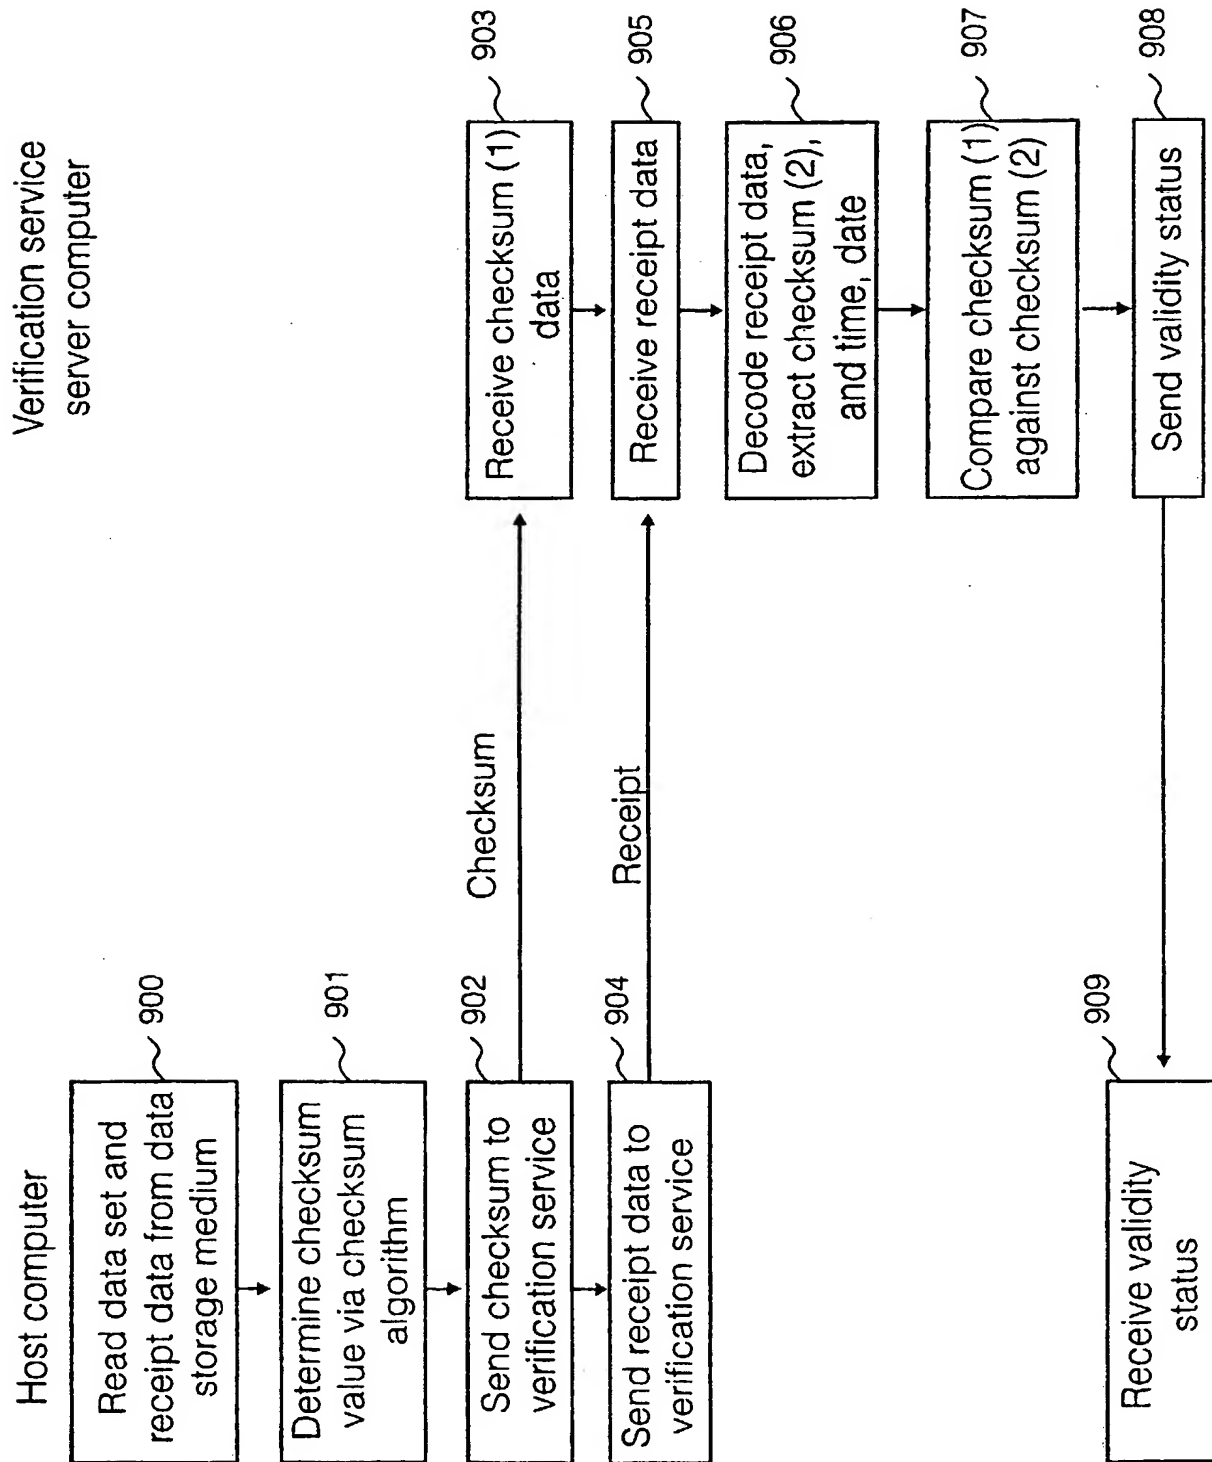 Host computer
Read data set and
receipt data from data
storage medium
900
Determine checksum
value via checksum
algorithm
901
Send checksum to
verification service
902
Send receipt data to
verification service
904
Receive validity
status
909
Checksum
Receipt
Verification service
server computer
Receive checksum (1)
data
903
Receive receipt data
905
Decode receipt data,
extract checksum (2),
and time, date
906
Compare checksum (1)
against checksum (2)
907
Send validity status
908